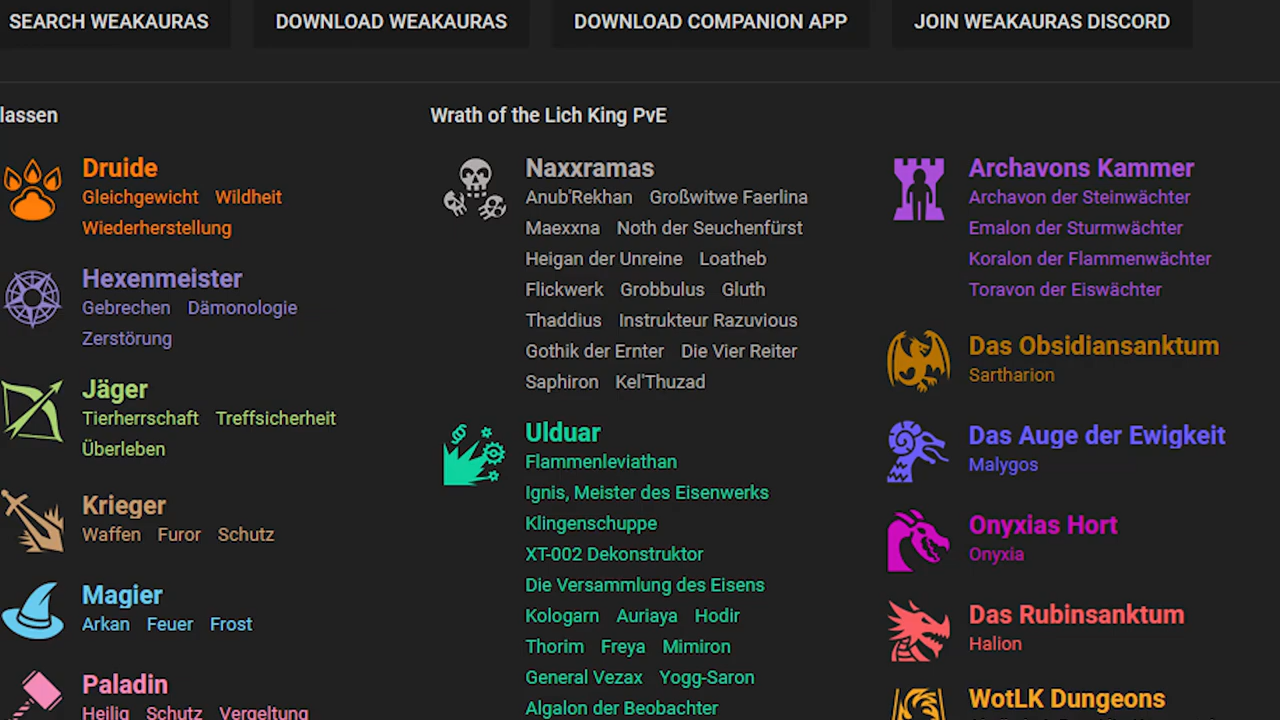 SEARCH WEAKAURAS DOWNLOAD WEAKAURAS DOWNLOAD COMPANION APP JOIN WEAKAURAS DISCORD
lassen
Druide
Gleichgewicht Wildheit
Wiederherstellung
Hexenmeister
Gebrechen Dämonologie
Zerstörung
Jäger
Tierherrschaft Treffsicherheit
Überleben
Krieger
Waffen Furor Schutz
Magier
Arkan Feuer Frost
Paladin
Heilig Schutz Vergeltung
Wrath of the Lich King PvE
Naxxramas
Anub'Rekhan Großwitwe Faerlina
Maexxna Noth der Seuchenfürst
Heigan der Unreine Loatheb
Flickwerk Grobbulus Gluth
Thaddius Instrukteur Razuvious
Gothik der Ernter Die Vier Reiter
Saphiron Kel'Thuzad
Ulduar
Flammenleviathan
Ignis, Meister des Eisenwerks
Klingenschuppe
XT-002 Dekonstruktor
Die Versammlung des Eisens
Kologarn Auriaya Hodir
Thorim Freya Mimiron
General Vezax Yogg-Saron
Algalon der Beobachter
Archavons Kammer
Archavon der Steinwächter
Emalon der Sturmwächter
Koralon der Flammenwächter
Toravon der Eiswächter
Das Obsidiansanktum
Sartharion
Das Auge der Ewigkeit
Malygos
Onyxias Hort
Onyxia
Das Rubinsanktum
Halion
WotLK Dungeons